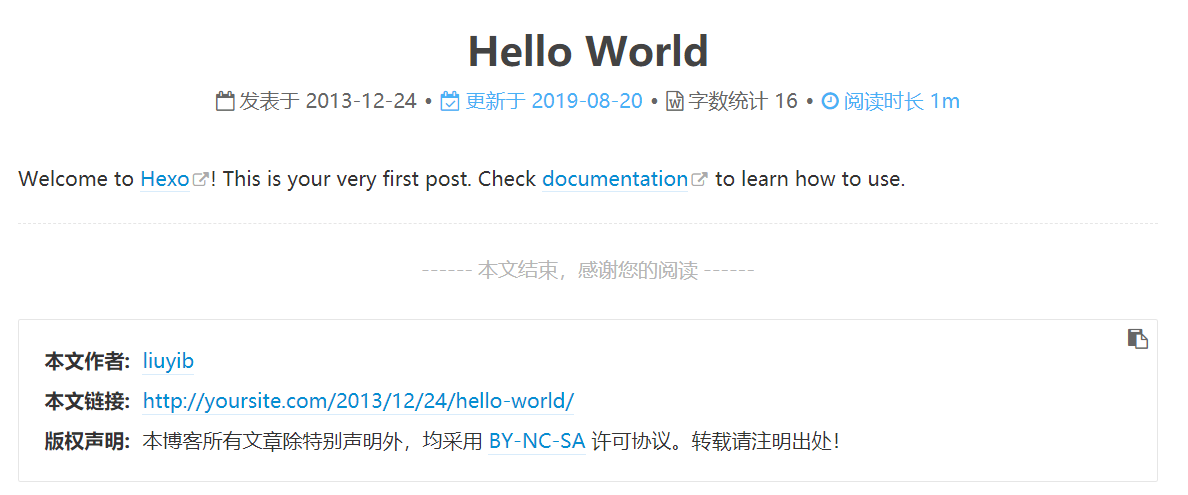 Hello World
发表于 2013-12-24 • 更新于 2019-08-20 • 字数统计 16 • 阅读时长 1m
Welcome to Hexo! This is your very first post. Check documentation to learn how to use.
------ 本文结束，感谢您的阅读 ------
本文作者: liuyib
本文链接: http://yoursite.com/2013/12/24/hello-world/
版权声明: 本博客所有文章除特别声明外，均采用 BY-NC-SA 许可协议。转载请注明出处！